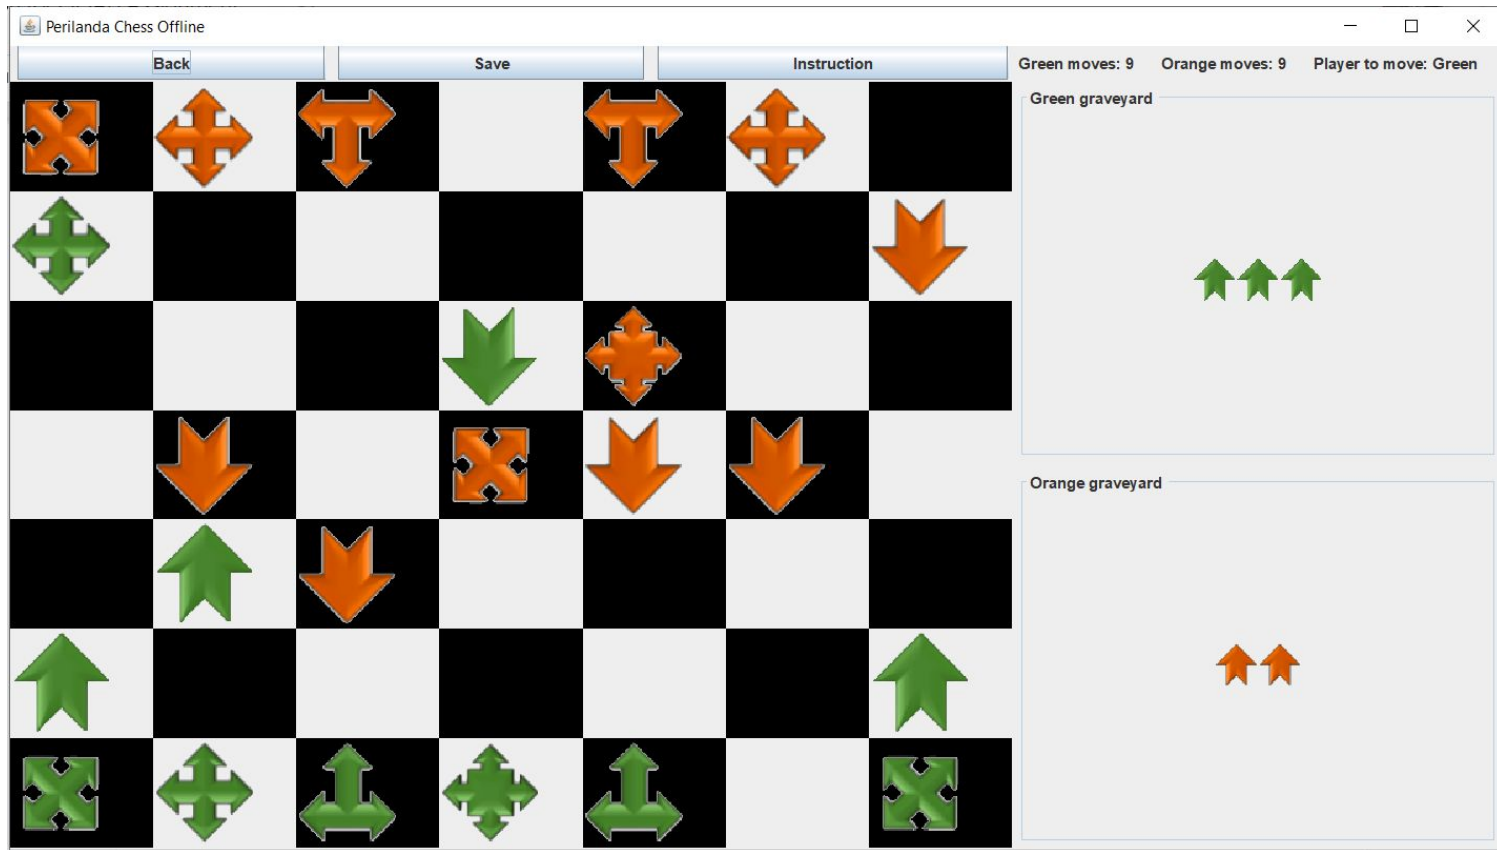 Perilanda Chess Offline
Back Save Instruction Green moves: 9 Orange moves: 9 Player to move: Green
Green graveyard
Orange graveyard